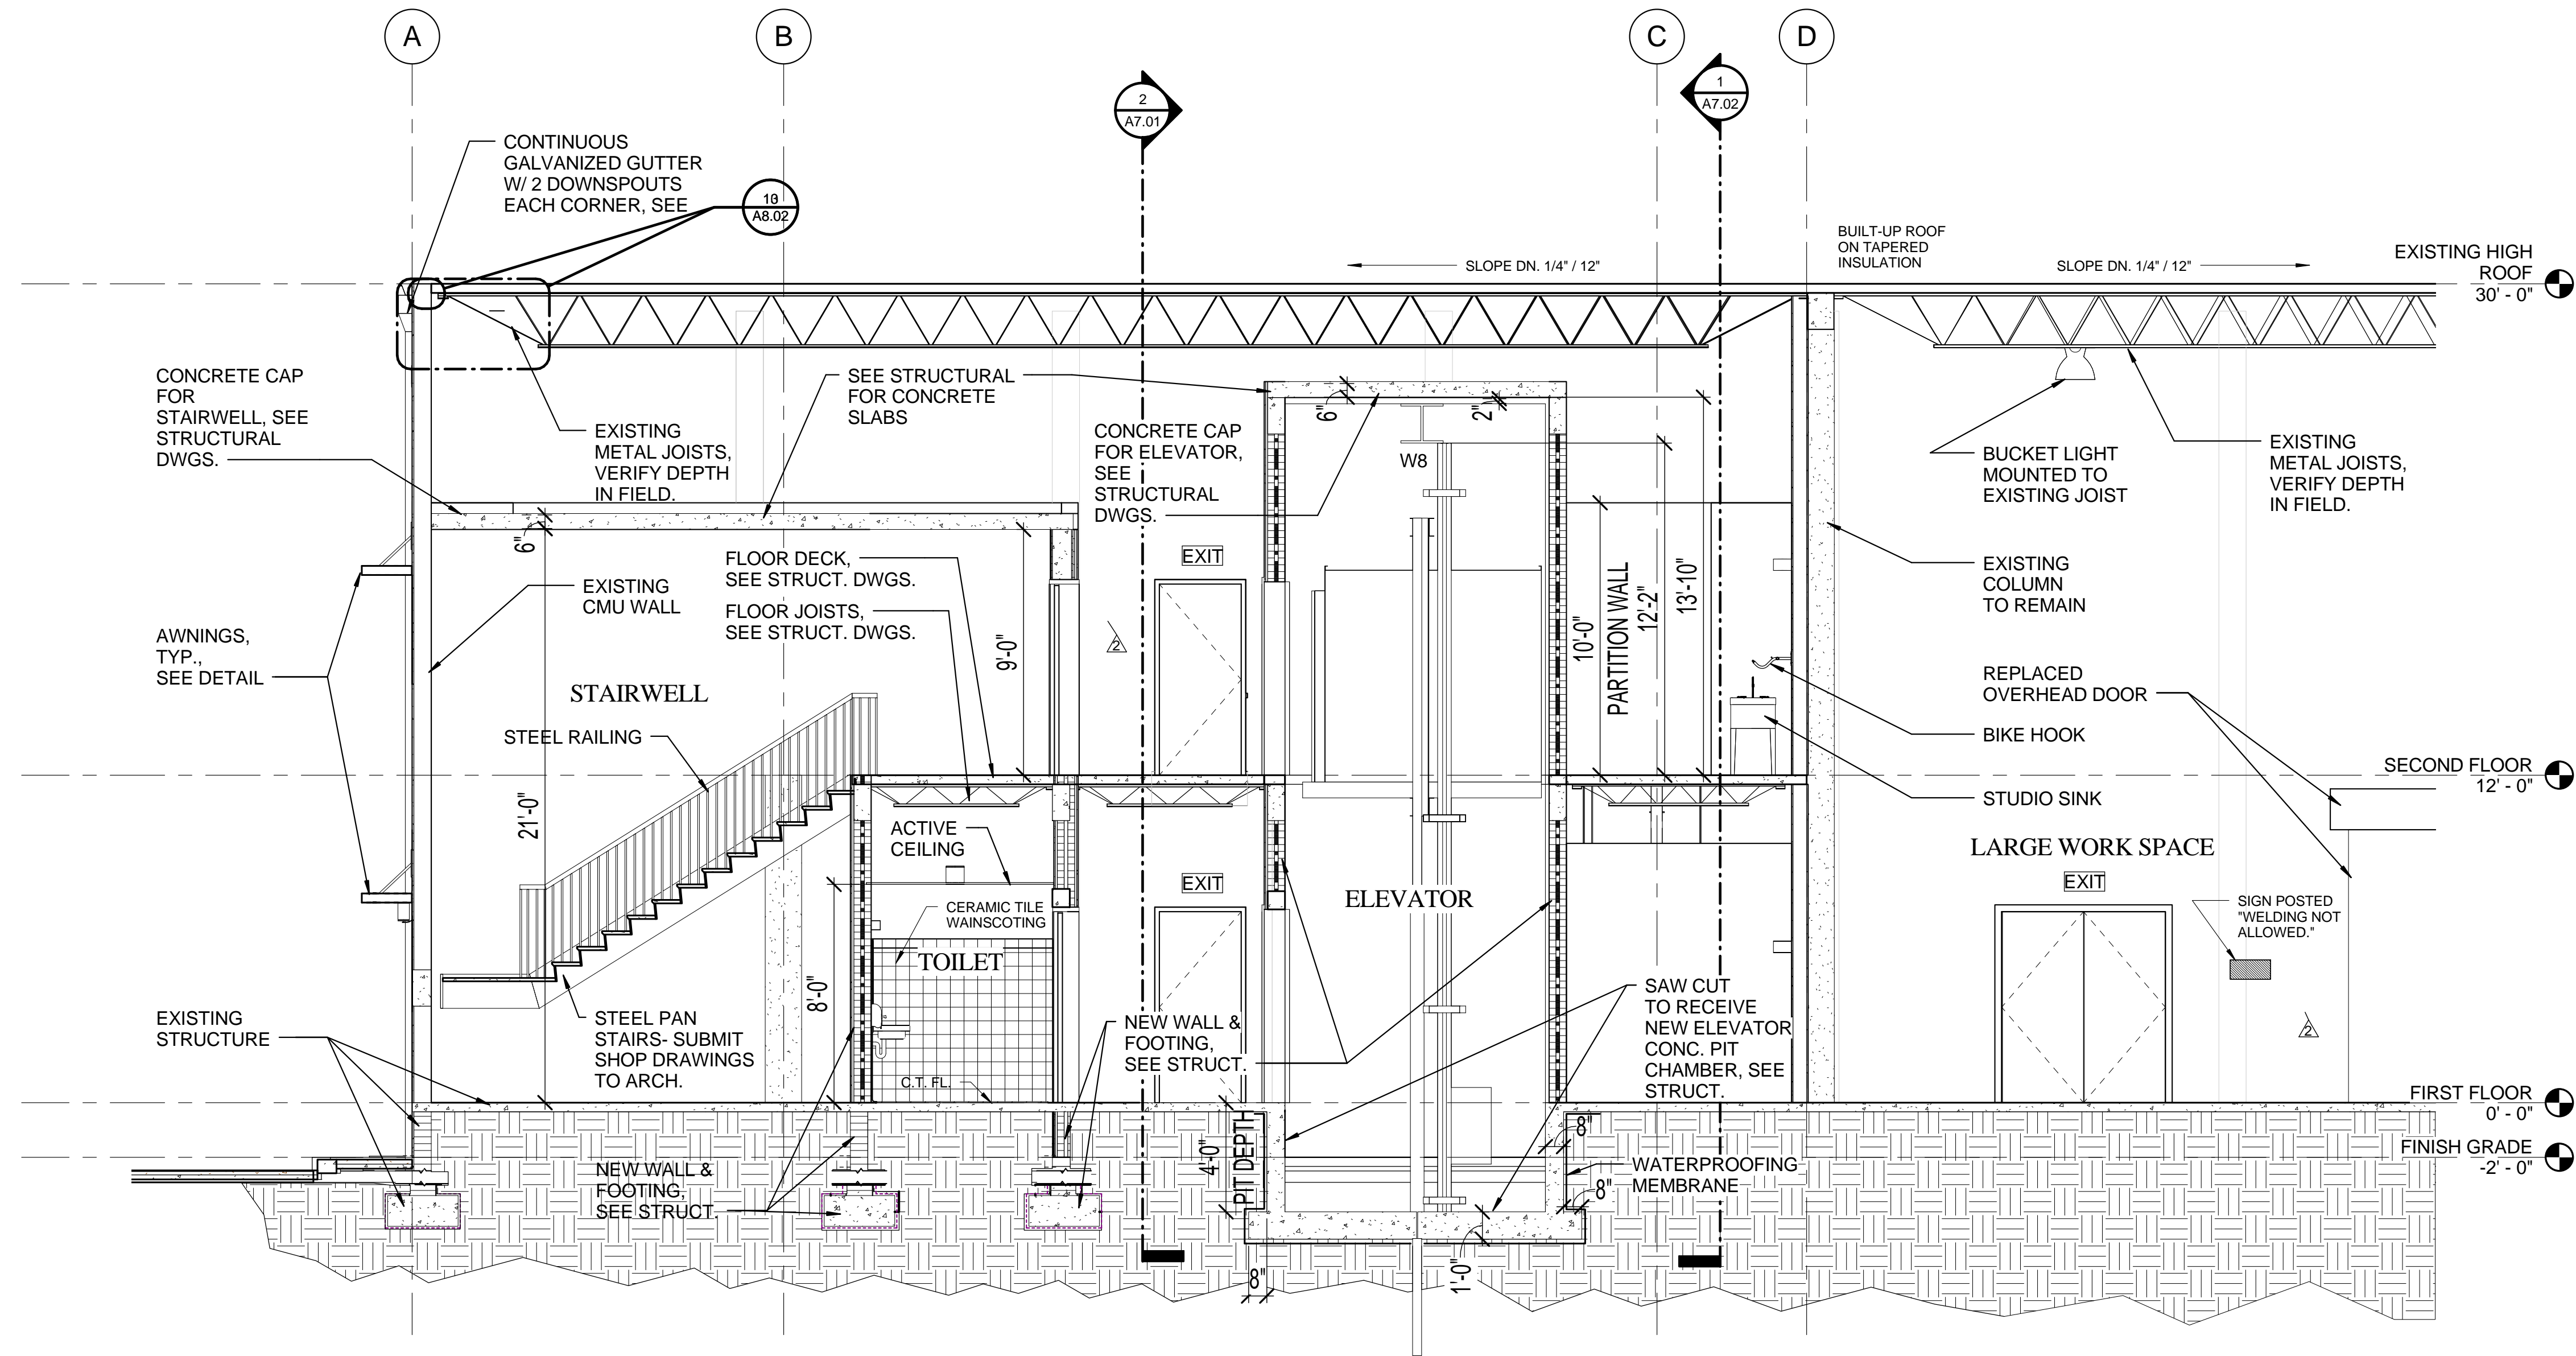 A
B
C
D
2
A7.01
1
A7.02
CONTINUOUS
GALVANIZED GUTTER
W/ 2 DOWNSPOUTS
EACH CORNER, SEE
A8.02
SLOPE DN. 1/4" / 12"
BUILT-UP ROOF
ON TAPERED
INSULATION
SLOPE DN. 1/4" / 12"
EXISTING HIGH
ROOF
30' - 0"
CONCRETE CAP
FOR
STAIRWELL, SEE
STRUCTURAL
DWGS.
EXISTING
METAL JOISTS,
VERIFY DEPTH
IN FIELD.
SEE STRUCTURAL
FOR CONCRETE
SLABS
CONCRETE CAP
FOR ELEVATOR,
SEE
STRUCTURAL
DWGS.
6"
2"
W8
BUCKET LIGHT
MOUNTED TO
EXISTING JOIST
EXISTING
METAL JOISTS,
VERIFY DEPTH
IN FIELD.
6"
EXISTING
CMU WALL
FLOOR DECK,
SEE STRUCT. DWGS.
FLOOR JOISTS,
SEE STRUCT. DWGS.
EXIT
9'-0"
2
10'-0"
PARTITION WALL
12'-2"
13'-10"
EXISTING
COLUMN
TO REMAIN
AWNINGS,
TYP.,
SEE DETAIL
STAIRWELL
STEEL RAILING
REPLACED
OVERHEAD DOOR
BIKE HOOK
SECOND FLOOR
12' - 0"
STUDIO SINK
21'-0"
ACTIVE
CEILING
EXIT
ELEVATOR
LARGE WORK SPACE
EXIT
CERAMIC TILE
WAINSCOTING
TOILET
SIGN POSTED
"WELDING NOT
ALLOWED."
8'-0"
EXISTING
STRUCTURE
STEEL PAN
STAIRS- SUBMIT
SHOP DRAWINGS
TO ARCH.
NEW WALL &
FOOTING,
SEE STRUCT.
SAW CUT
TO RECEIVE
NEW ELEVATOR
CONC. PIT
CHAMBER, SEE
STRUCT.
2
C.T. FL.
FIRST FLOOR
0' - 0"
4'-0"
PIT DEPTH
8"
FINISH GRADE
-2' - 0"
NEW WALL &
FOOTING,
SEE STRUCT.
WATERPROOFING
MEMBRANE
8"
8"
1'-0"